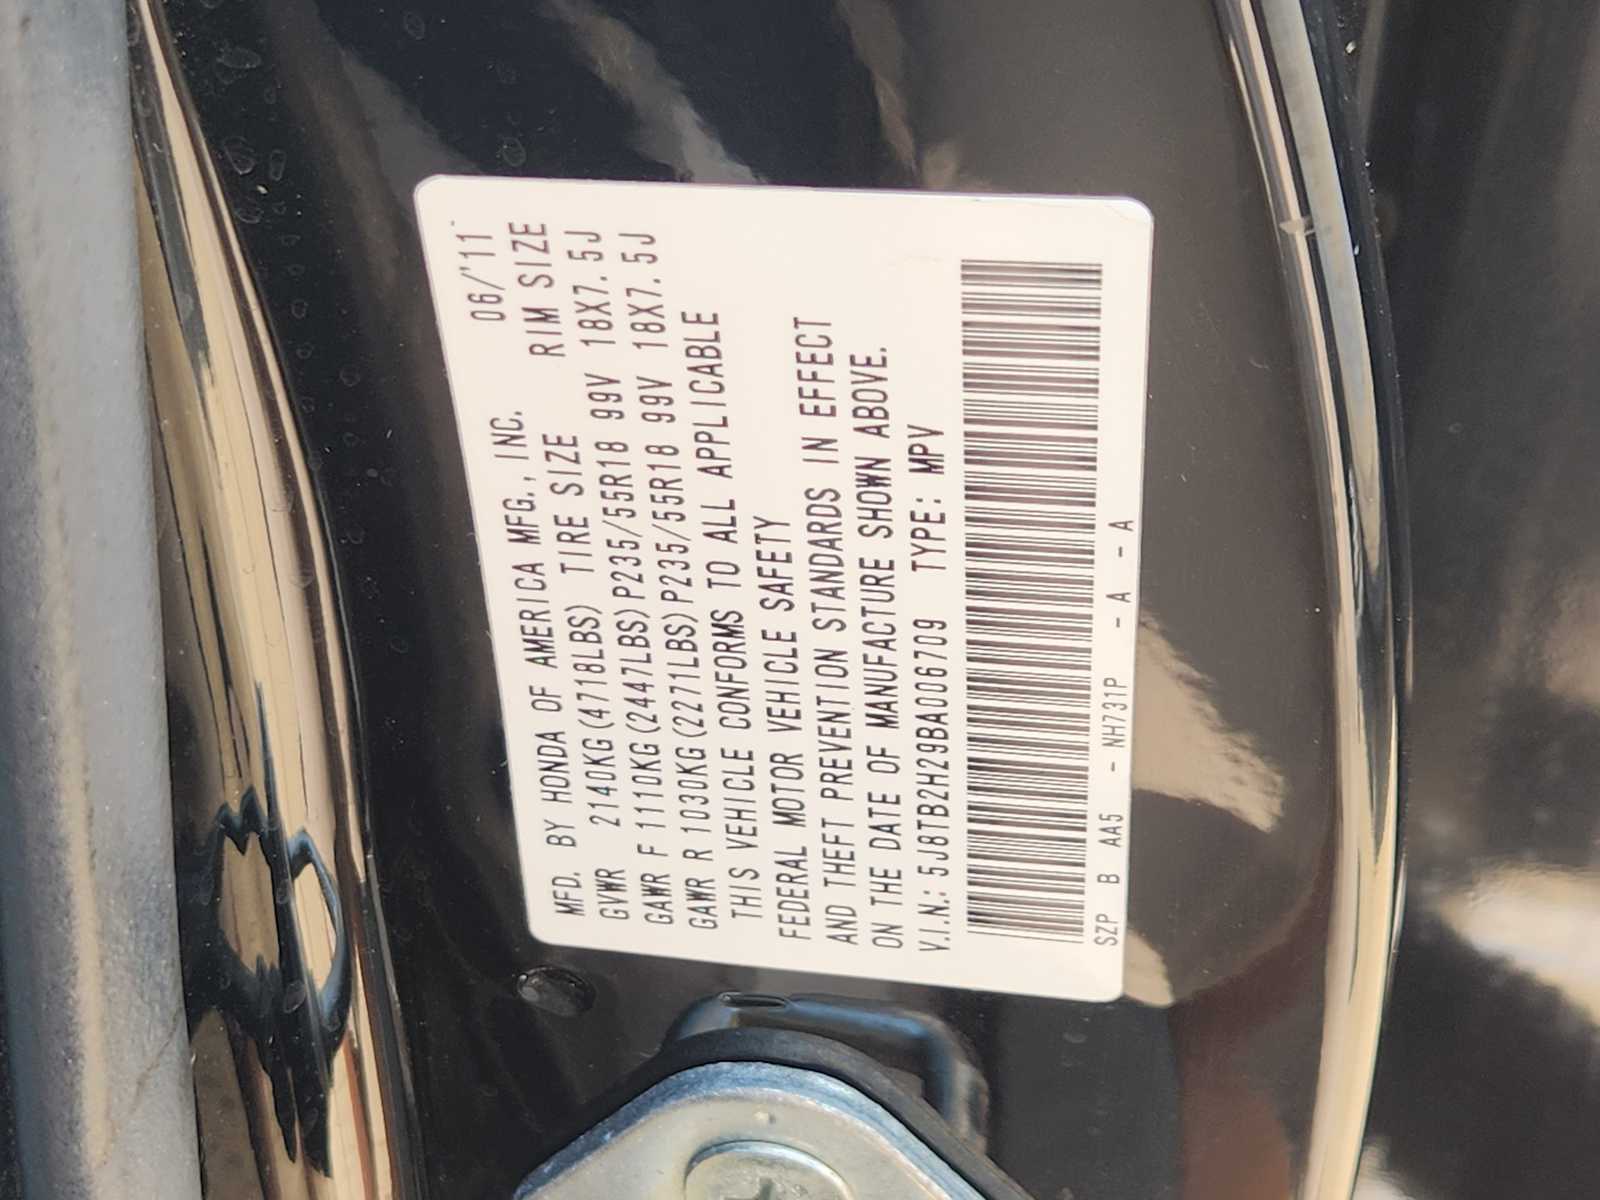 MFD. BY HONDA OF AMERICA MFG., INC. 06/'11
GVWR 2140KG(4718LBS) TIRE SIZE RIM SIZE
GAWR F 1110KG(2447LBS)P235/55R18 99V 18X7.5J
GAWR R 1030KG(2271LBS)P235/55R18 99V 18X7.5J
THIS VEHICLE CONFORMS TO ALL APPLICABLE
FEDERAL MOTOR VEHICLE SAFETY
AND THEFT PREVENTION STANDARDS IN EFFECT
ON THE DATE OF MANUFACTURE SHOWN ABOVE.
V.I.N.: 5J8TB2H29BA006709 TYPE: MPV
SZP B AA5 - NH731P - A - A